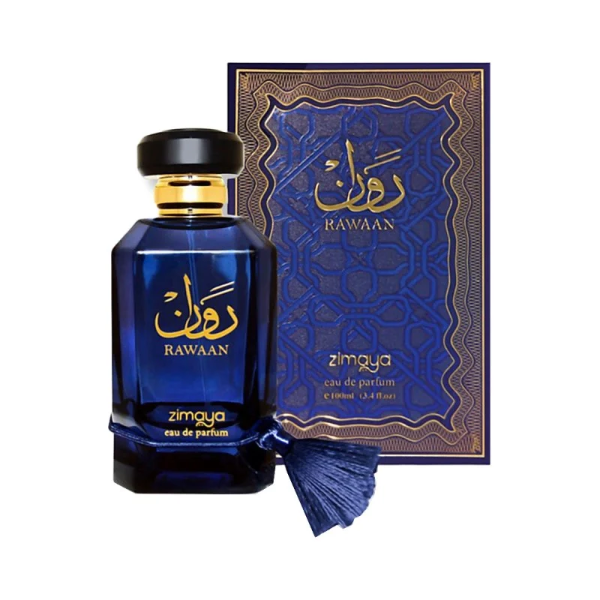 روان
RAWAAN
zimaya
eau de parfum
روان
RAWAAN
zimaya
eau de parfum
e 100ml (3.4 fl.oz)